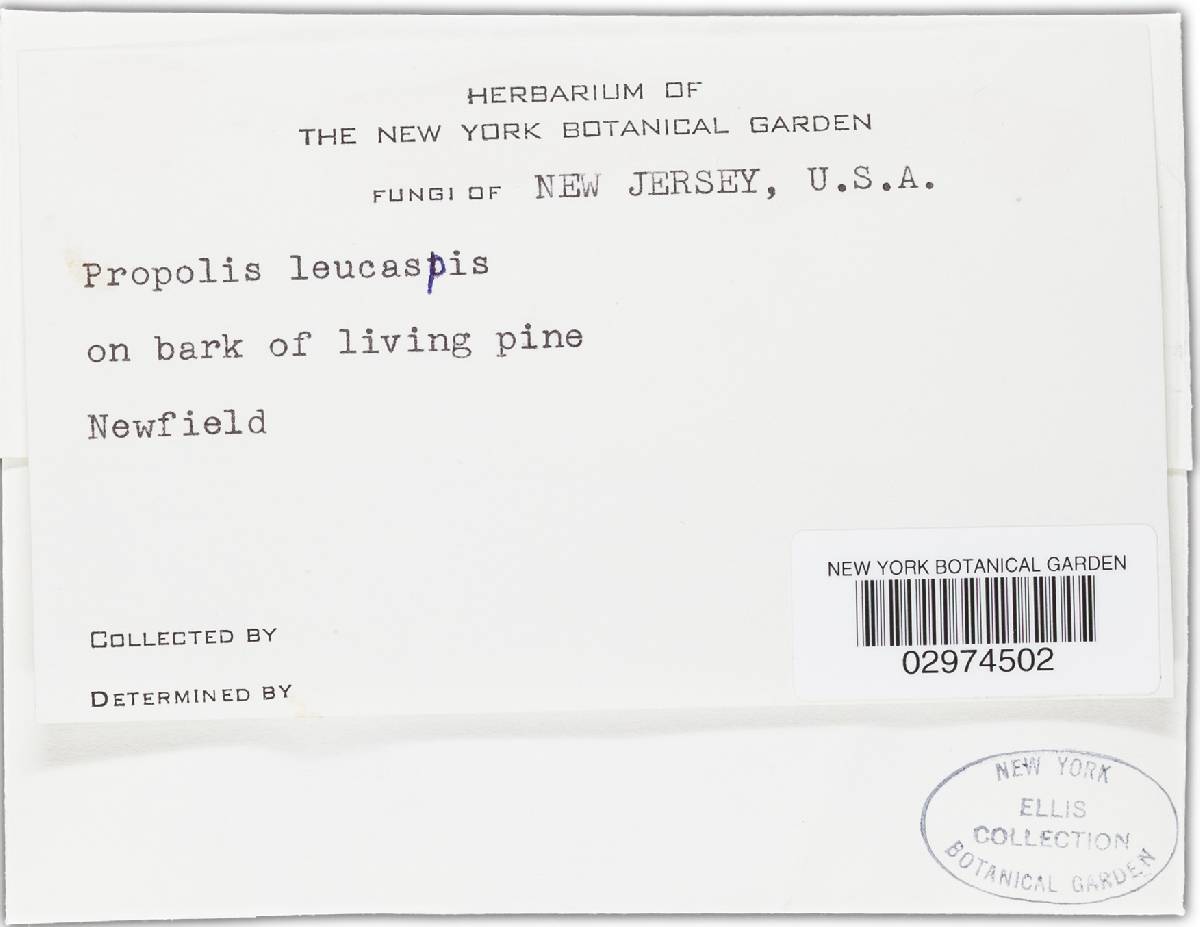 HERBARIUM OF
THE NEW YORK BOTANICAL GARDEN
FUNGI OF NEW JERSEY, U.S.A.
Propolis leucaspis
on bark of living pine
Newfield
COLLECTED BY
DETERMINED BY
NEW YORK BOTANICAL GARDEN
02974502
NEW YORK
ELLIS
COLLECTION
BOTANICAL GARDEN